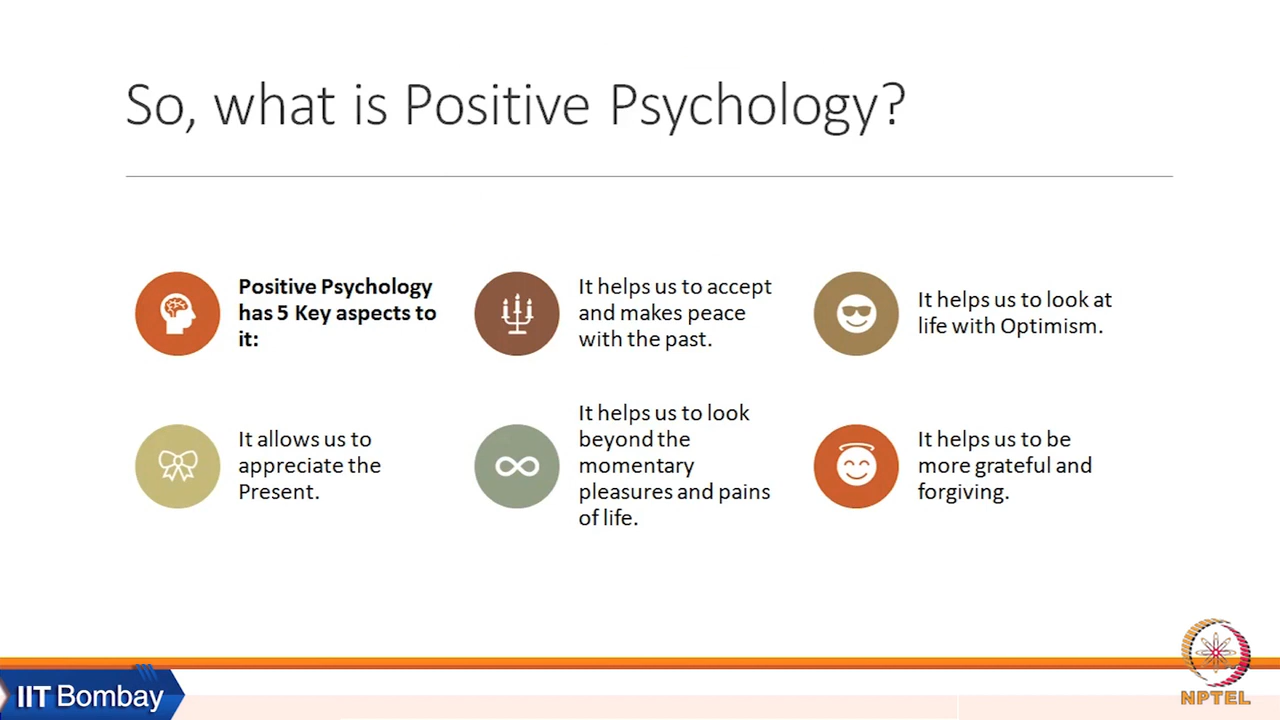 So, what is Positive Psychology?
Positive Psychology
has 5 Key aspects to
it:
It helps us to accept
and makes peace
with the past.
It helps us to look at
life with Optimism.
It allows us to
appreciate the
Present.
It helps us to look
beyond the
momentary
pleasures and pains
of life.
It helps us to be
more grateful and
forgiving.
IIT Bombay
NPTEL